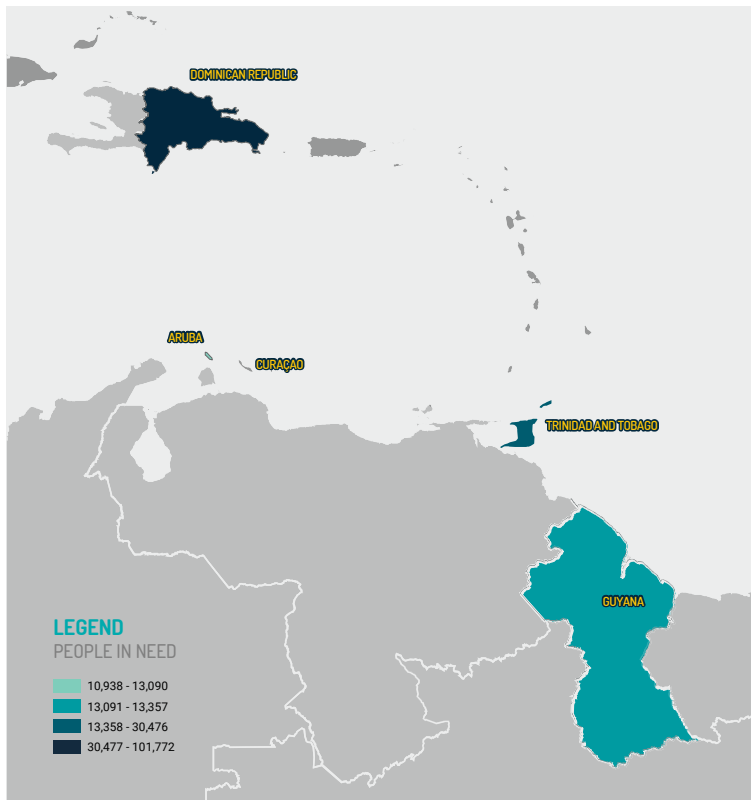 DOMINICAN REPUBLIC
ARUBA
CURAÇAO
TRINIDAD AND TOBAGO
GUYANA
LEGEND
PEOPLE IN NEED
10,938 - 13,090
13,091 - 13,357
13,358 - 30,476
30,477 - 101,772